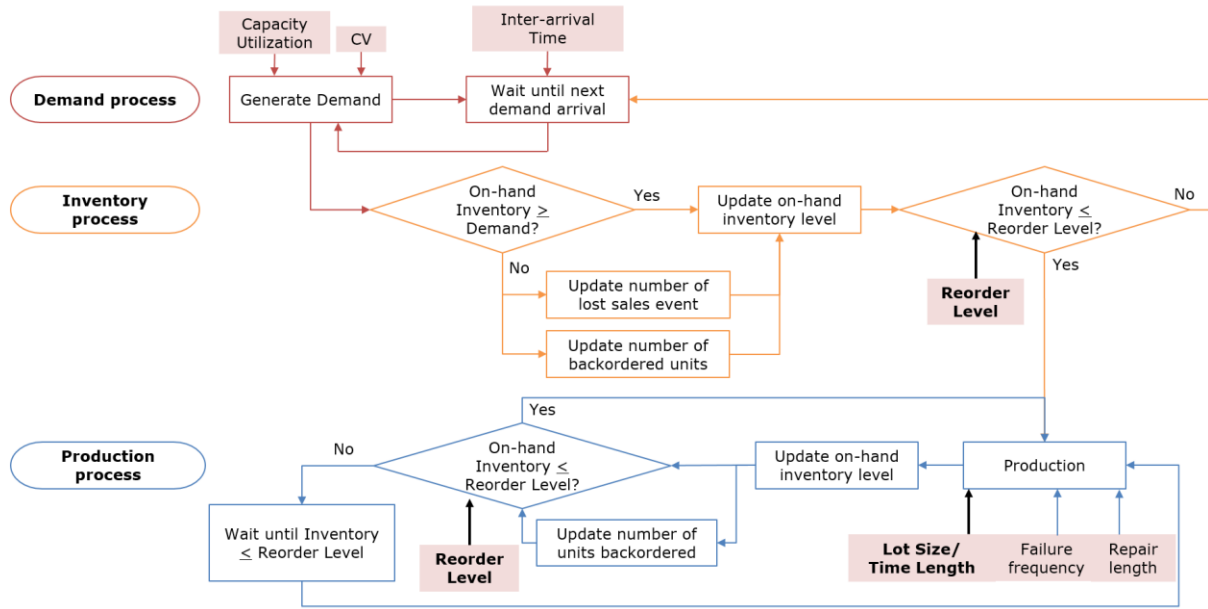 Capacity
Utilization
CV
Inter-arrival
Time
Demand process
Generate Demand
Wait until next
demand arrival
Inventory
process
On-hand
Inventory ≥
Demand?
Yes
No
Update on-hand
inventory level
On-hand
Inventory ≤
Reorder Level?
No
Yes
Update number of
lost sales event
Update number of
backordered units
Reorder
Level
Production
process
Yes
No
On-hand
Inventory ≤
Reorder Level?
Update on-hand
inventory level
Production
Wait until Inventory
≤ Reorder Level
Update number of
units backordered
Reorder
Level
Lot Size/
Time Length
Failure
frequency
Repair
length